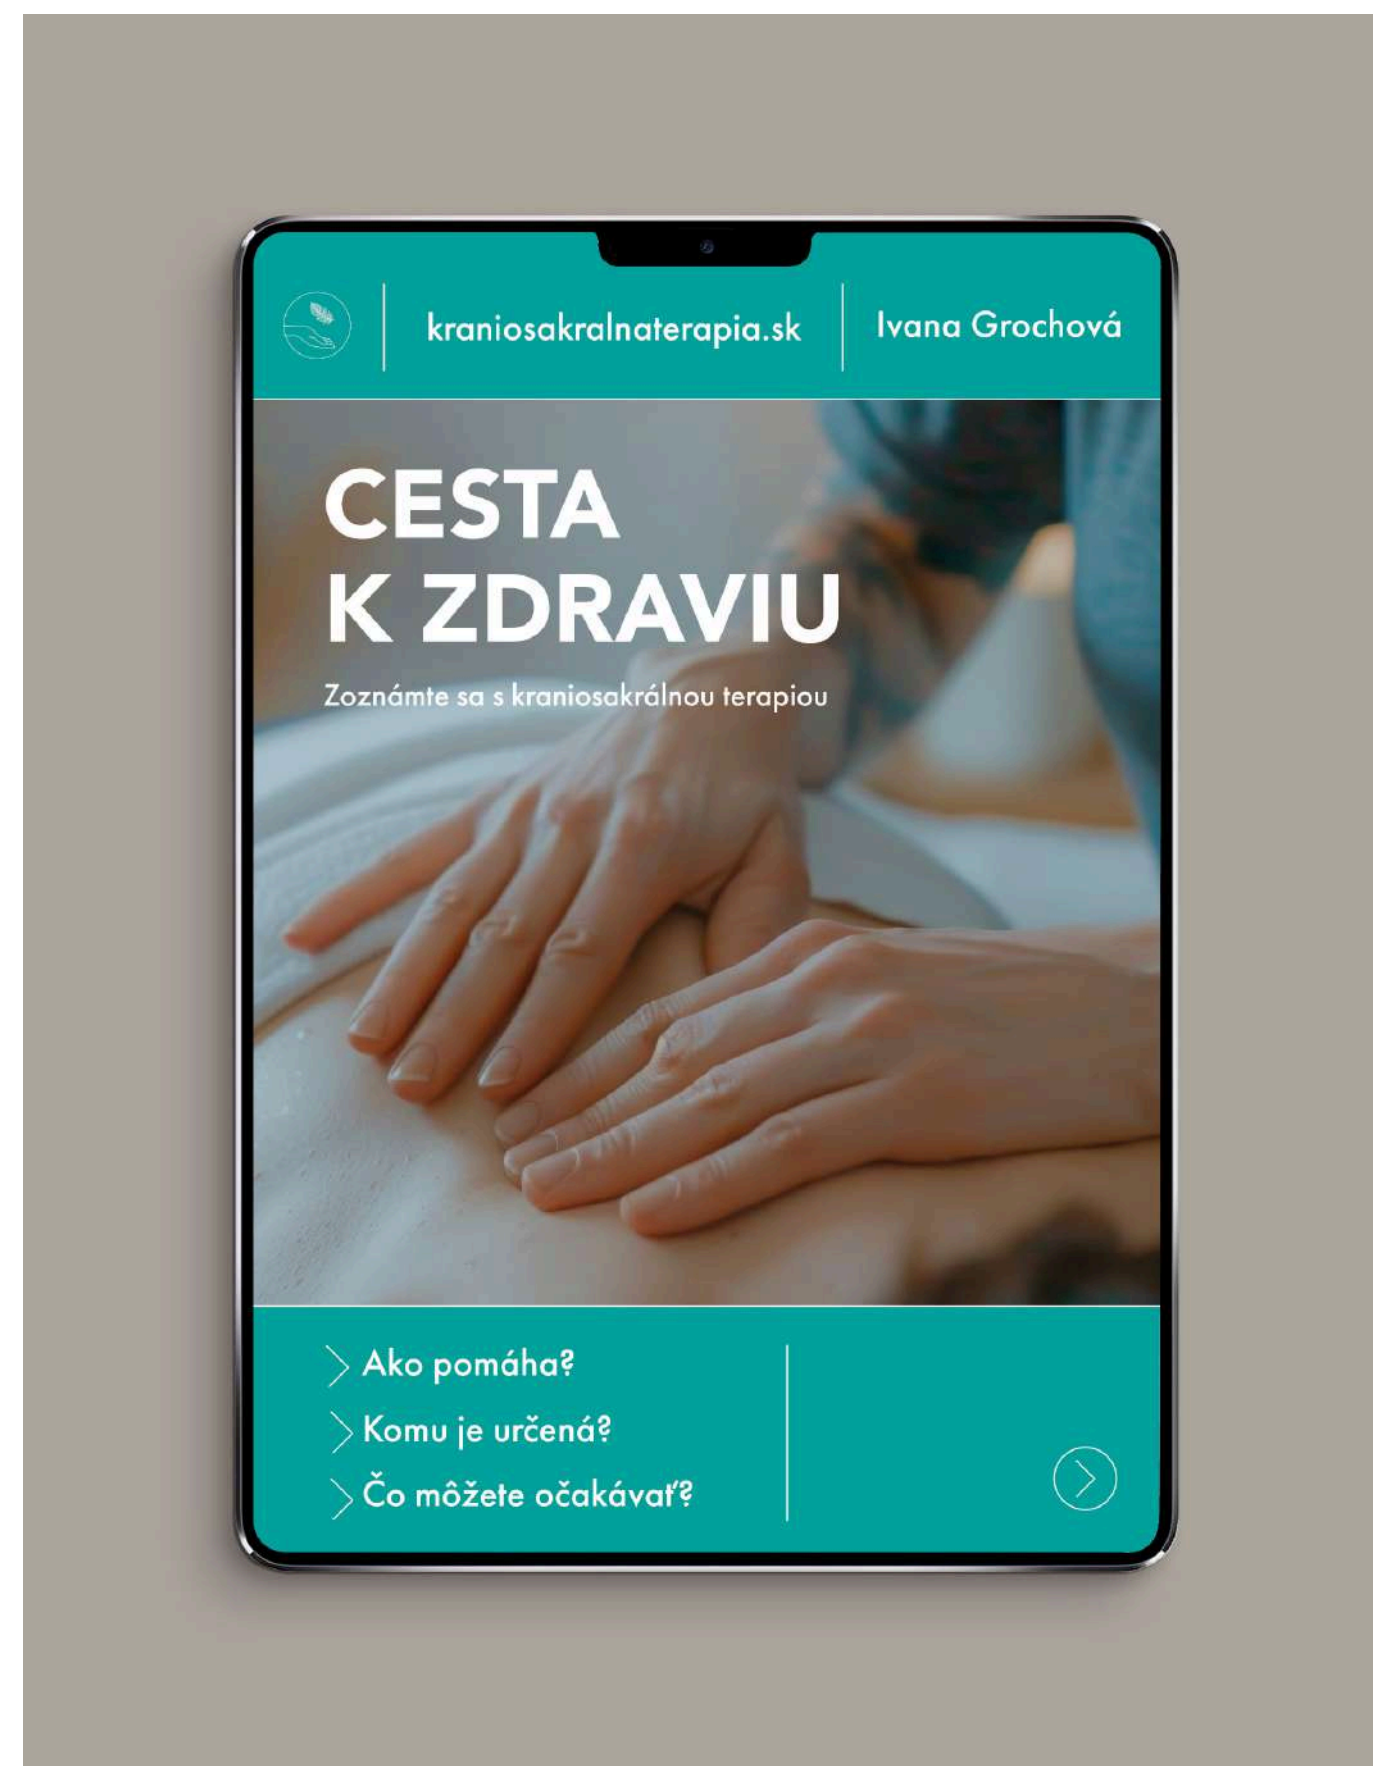 kraniosakralnaterapia.sk
Ivana Grochová
CESTA
K ZDRAVIU
Zoznámte sa s kraniosakrálnou terapiou
Ako pomáha?
Komu je určená?
Čo môžete očakávať?